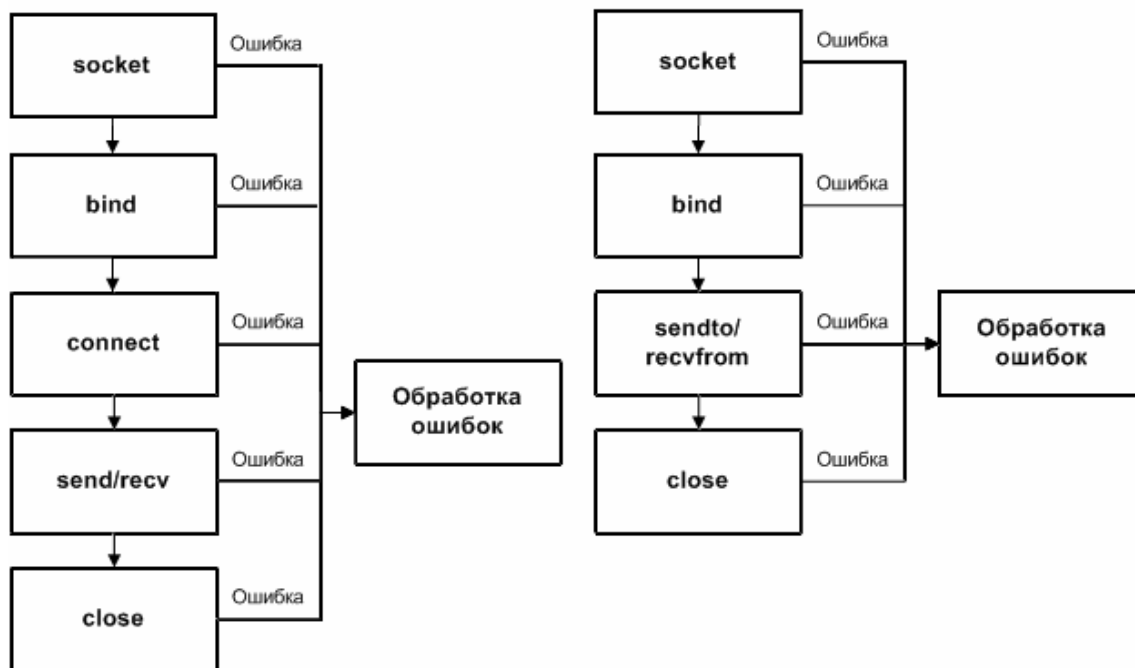 socket
Ошибка
bind
Ошибка
connect
Ошибка
send/recv
Ошибка
close
Ошибка
Обработка
ошибок
socket
Ошибка
bind
Ошибка
sendto/
recvfrom
Ошибка
close
Ошибка
Обработка
ошибок